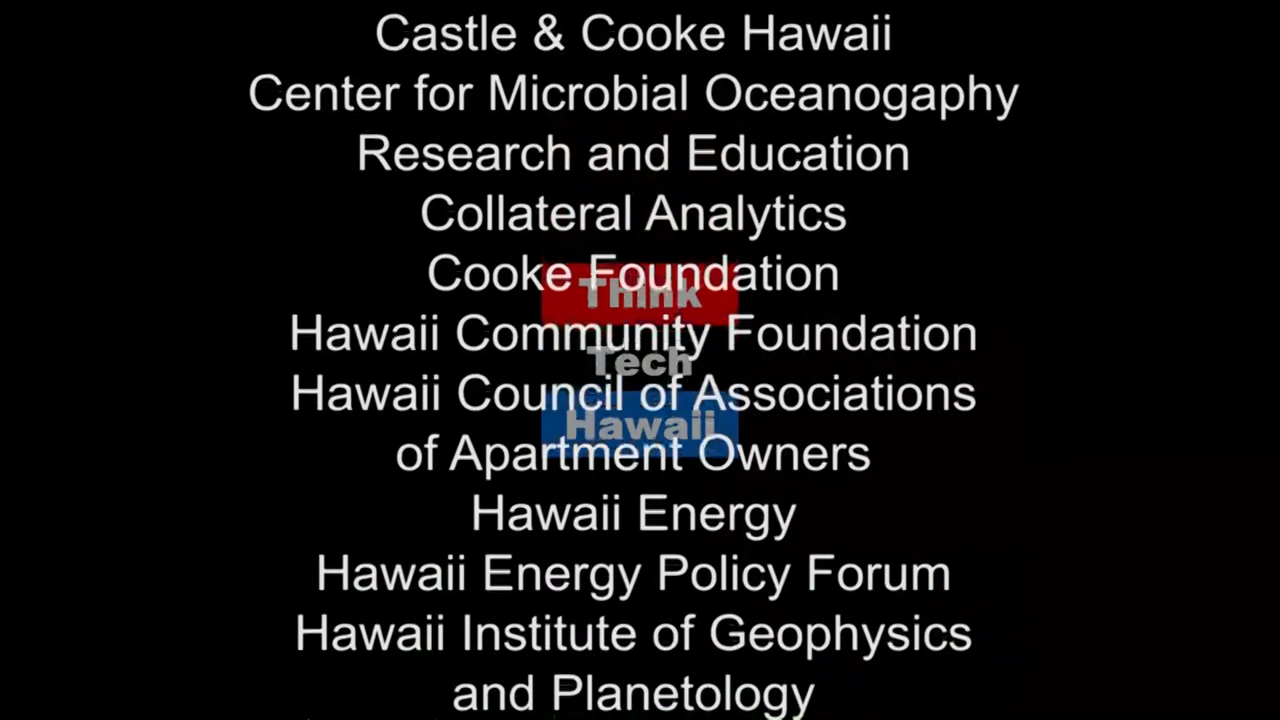 Castle & Cooke Hawaii
Center for Microbial Oceanogaphy
Research and Education
Collateral Analytics
Cooke Foundation
Think
Hawaii Community Foundation
Tech
Hawaii Council of Associations
Hawaii
of Apartment Owners
Hawaii Energy
Hawaii Energy Policy Forum
Hawaii Institute of Geophysics
and Planetology